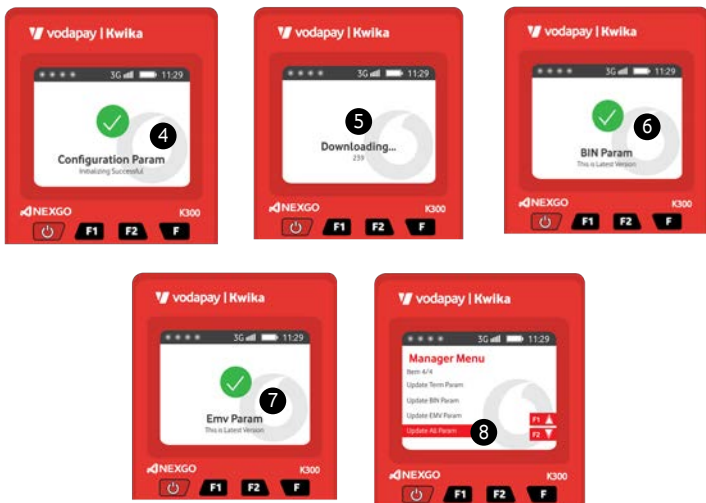 vodapay | Kwika
3G 11:29
4
Configuration Param
Initializing Successful
NEXGO K300
F1 F2 F
vodapay | Kwika
3G 11:29
5
Downloading...
239
NEXGO K300
F1 F2 F
vodapay | Kwika
3G 11:29
6
BIN Param
This is Latest Version
NEXGO K300
F1 F2 F
vodapay | Kwika
3G 11:29
7
Emv Param
This is Latest Version
NEXGO K300
F1 F2 F
vodapay | Kwika
3G 11:29
Manager Menu
Item 4/4
Update Term Param
Update BIN Param
Update EMV Param
F1
Update All Param 8
F2
NEXGO K300
F1 F2 F